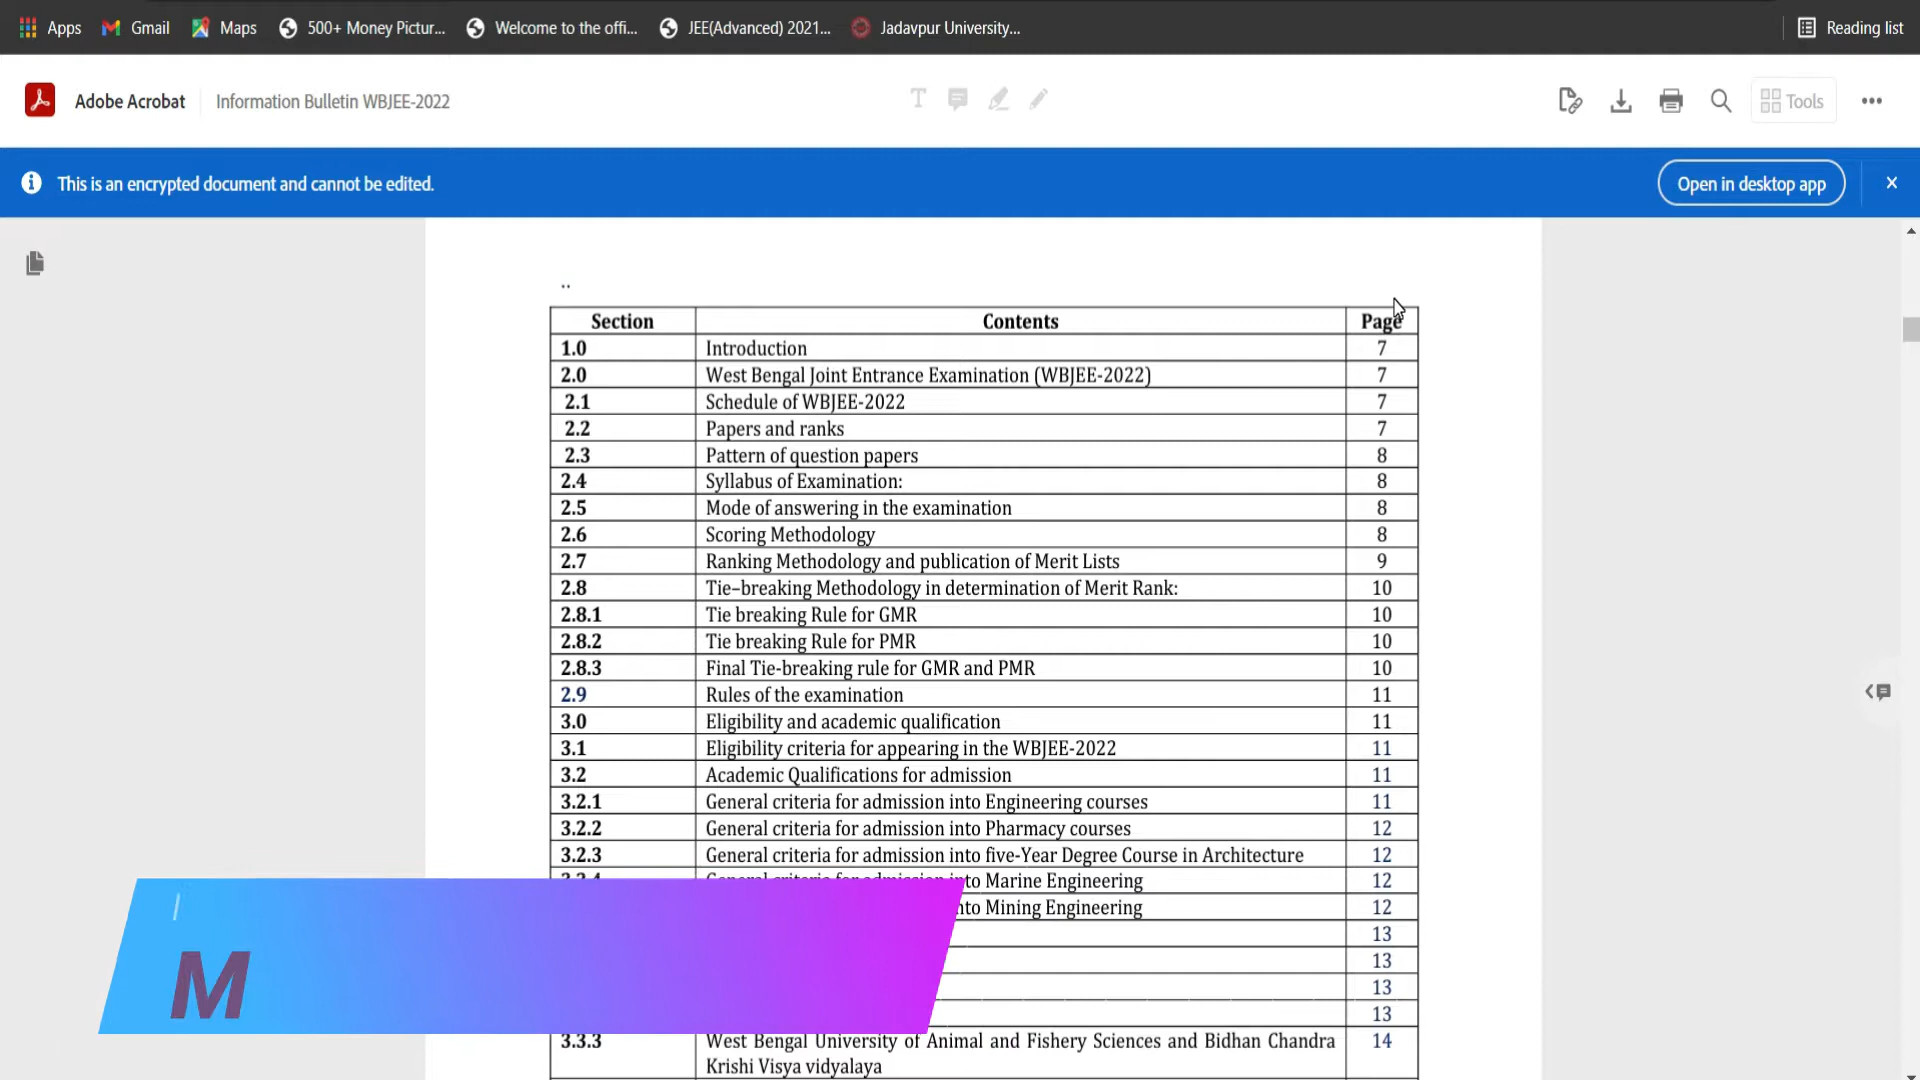 Apps Gmail Maps 500+ Money Pictur... Welcome to the offi... JEE(Advanced) 2021... Jadavpur University... Reading list
Adobe Acrobat Information Bulletin WBJEE-2022 T Tools
This is an encrypted document and cannot be edited. Open in desktop app
..
Section Contents Page
1.0 Introduction 7
2.0 West Bengal Joint Entrance Examination (WBJEE-2022) 7
2.1 Schedule of WBJEE-2022 7
2.2 Papers and ranks 7
2.3 Pattern of question papers 8
2.4 Syllabus of Examination: 8
2.5 Mode of answering in the examination 8
2.6 Scoring Methodology 8
2.7 Ranking Methodology and publication of Merit Lists 9
2.8 Tie–breaking Methodology in determination of Merit Rank: 10
2.8.1 Tie breaking Rule for GMR 10
2.8.2 Tie breaking Rule for PMR 10
2.8.3 Final Tie-breaking rule for GMR and PMR 10
2.9 Rules of the examination 11
3.0 Eligibility and academic qualification 11
3.1 Eligibility criteria for appearing in the WBJEE-2022 11
3.2 Academic Qualifications for admission 11
3.2.1 General criteria for admission into Engineering courses 11
3.2.2 General criteria for admission into Pharmacy courses 12
3.2.3 General criteria for admission into five-Year Degree Course in Architecture 12
Marine Engineering 12
Mining Engineering 12
13
13
13
13
M
3.3.3 West Bengal University of Animal and Fishery Sciences and Bidhan Chandra 14
Krishi Visya vidyalaya